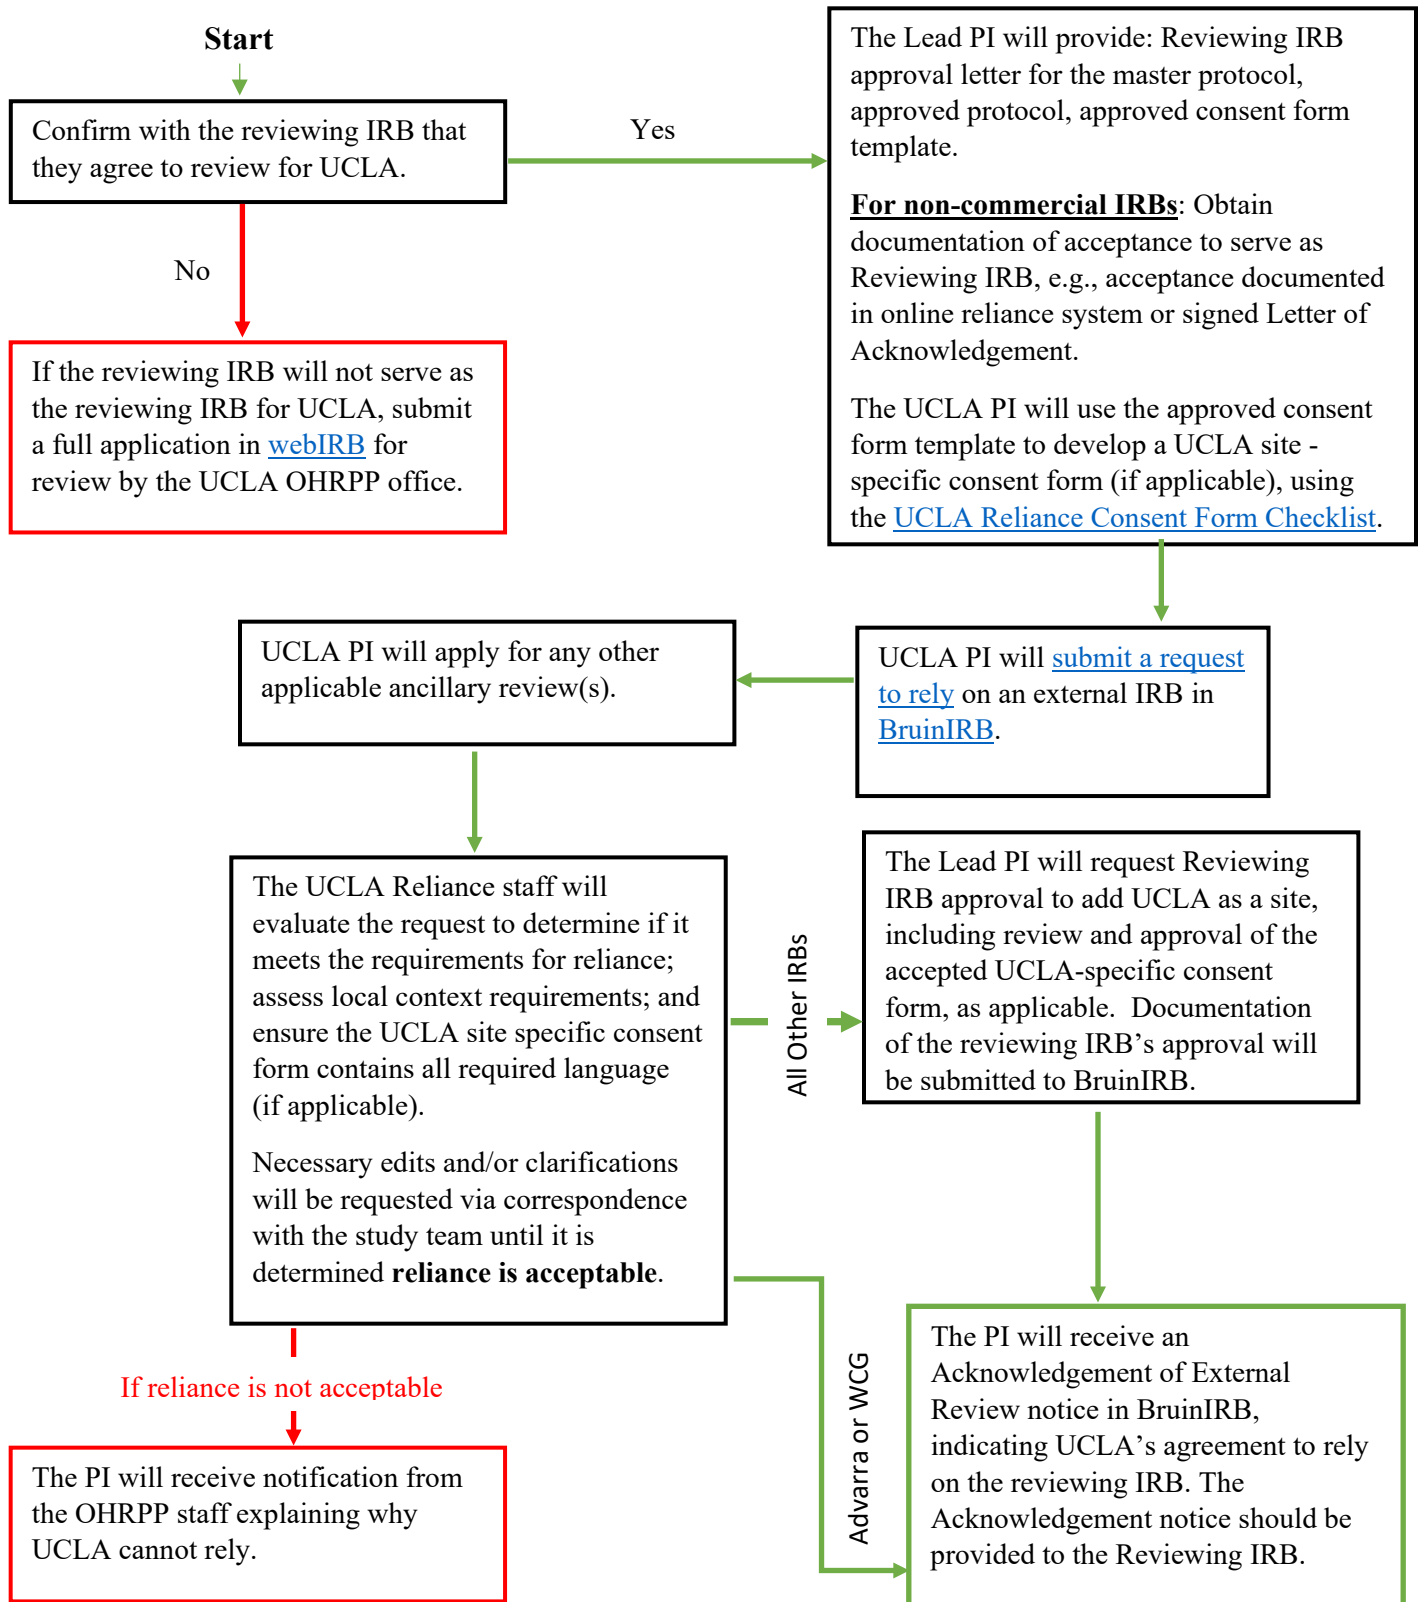 Start
Confirm with the reviewing IRB that
they agree to review for UCLA.
Yes
The Lead PI will provide: Reviewing IRB
approval letter for the master protocol,
approved protocol, approved consent form
template.
For non-commercial IRBs: Obtain
documentation of acceptance to serve as
Reviewing IRB, e.g., acceptance documented
in online reliance system or signed Letter of
Acknowledgement.
The UCLA PI will use the approved consent
form template to develop a UCLA site -
specific consent form (if applicable), using
the UCLA Reliance Consent Form Checklist.
No
If the reviewing IRB will not serve as
the reviewing IRB for UCLA, submit
a full application in webIRB for
review by the UCLA OHRPP office.
UCLA PI will submit a request
to rely on an external IRB in
BruinIRB.
UCLA PI will apply for any other
applicable ancillary review(s).
The UCLA Reliance staff will
evaluate the request to determine if it
meets the requirements for reliance;
assess local context requirements; and
ensure the UCLA site specific consent
form contains all required language
(if applicable).
Necessary edits and/or clarifications
will be requested via correspondence
with the study team until it is
determined reliance is acceptable.
All Other IRBs
The Lead PI will request Reviewing
IRB approval to add UCLA as a site,
including review and approval of the
accepted UCLA-specific consent
form, as applicable.  Documentation
of the reviewing IRB’s approval will
be submitted to BruinIRB.
If reliance is not acceptable
The PI will receive notification from
the OHRPP staff explaining why
UCLA cannot rely.
Advarra or WCG
The PI will receive an
Acknowledgement of External
Review notice in BruinIRB,
indicating UCLA’s agreement to rely
on the reviewing IRB. The
Acknowledgement notice should be
provided to the Reviewing IRB.